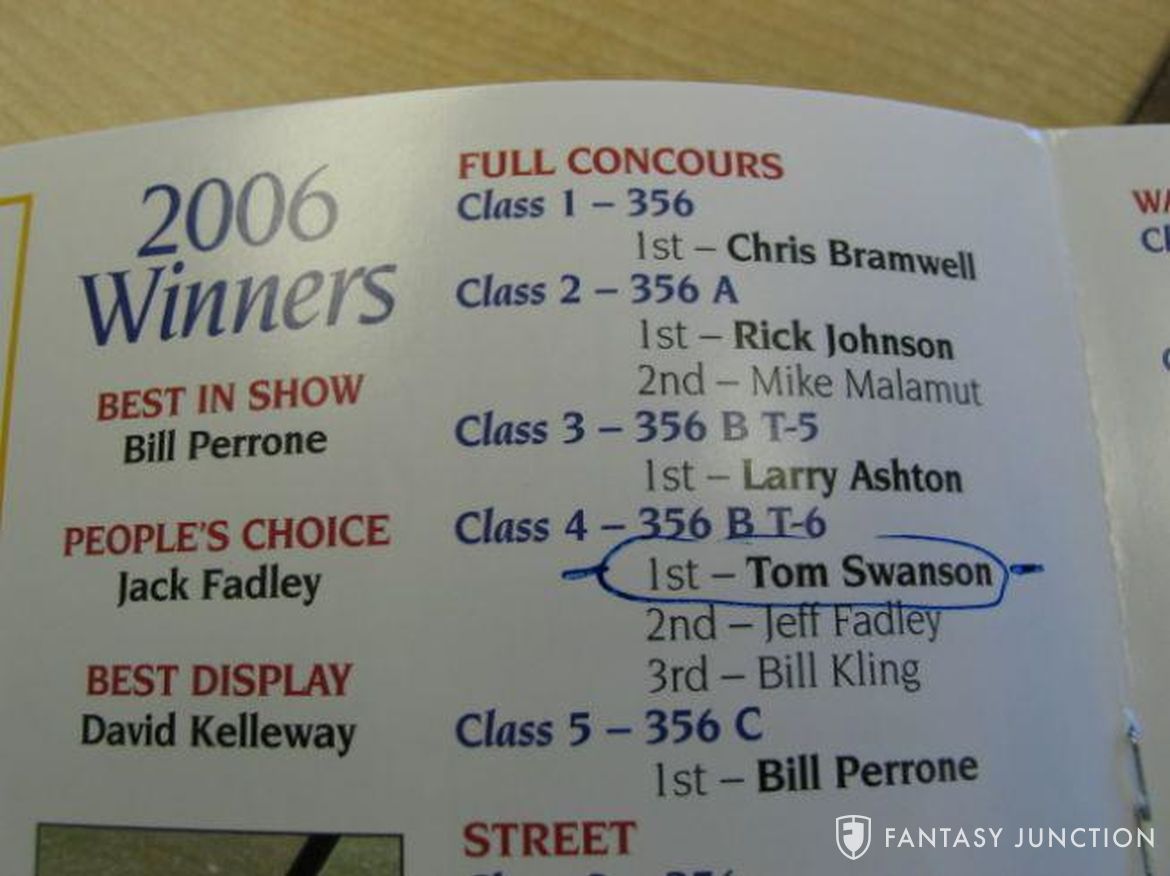 2006
Winners
BEST IN SHOW
Bill Perrone
PEOPLE'S CHOICE
Jack Fadley
BEST DISPLAY
David Kelleway
FULL CONCOURS
Class 1 – 356
1st – Chris Bramwell
Class 2 – 356 A
1st – Rick Johnson
2nd – Mike Malamut
Class 3 – 356 B T-5
1st – Larry Ashton
Class 4 – 356 B T-6
1st – Tom Swanson
2nd – Jeff Fadley
3rd – Bill Kling
Class 5 – 356 C
1st – Bill Perrone
STREET
FANTASY JUNCTION